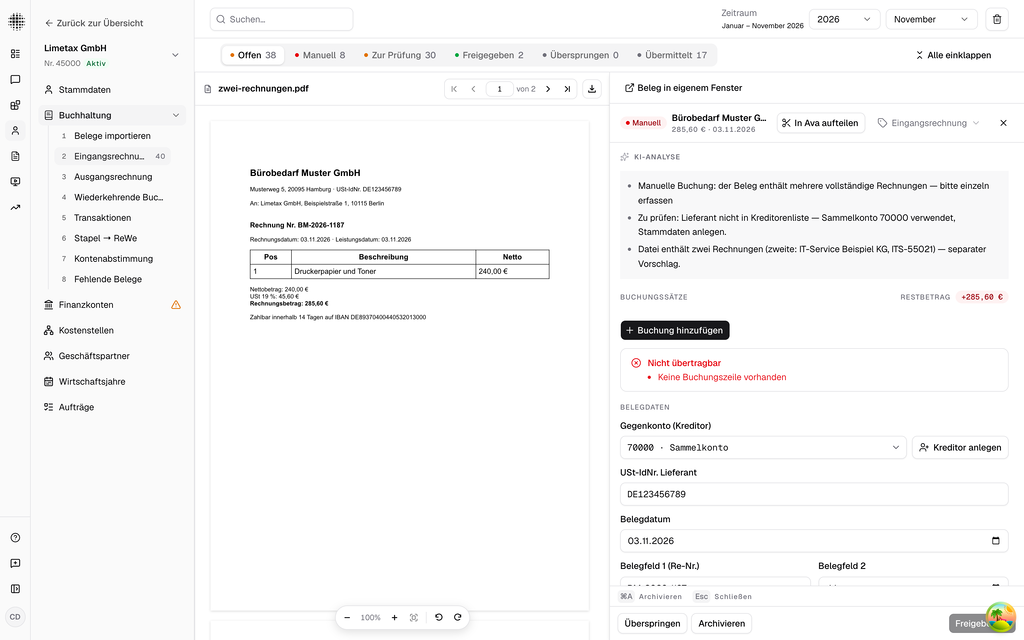 Zurück zur Übersicht
Limetax GmbH
Nr. 45000 Aktiv
Stammdaten
Buchhaltung
1 Belege importieren
2 Eingangsrechnu... 40
3 Ausgangsrechnung
4 Wiederkehrende Buc...
5 Transaktionen
6 Stapel → ReWe
7 Kontenabstimmung
8 Fehlende Belege
Finanzkonten
Kostenstellen
Geschäftspartner
Wirtschaftsjahre
Aufträge
CD
Suchen...
Zeitraum
Januar – November 2026
2026
November
Offen 38
Manuell 8
Zur Prüfung 30
Freigegeben 2
Übersprungen 0
Übermittelt 17
Alle einklappen
zwei-rechnungen.pdf
1 von 2
Bürobedarf Muster GmbH
Musterweg 5, 20095 Hamburg · USt-IdNr. DE123456789
An: Limetax GmbH, Beispielstraße 1, 10115 Berlin
Rechnung Nr. BM-2026-1187
Rechnungsdatum: 03.11.2026 · Leistungsdatum: 03.11.2026
Pos Beschreibung Netto
1 Druckerpapier und Toner 240,00 €
Nettobetrag: 240,00 €
USt 19 %: 45,60 €
Rechnungsbetrag: 285,60 €
Zahlbar innerhalb 14 Tagen auf IBAN DE89370400440532013000
100%
Beleg in eigenem Fenster
Manuell
Bürobedarf Muster G...
285,60 € · 03.11.2026
In Ava aufteilen
Eingangsrechnung
KI-ANALYSE
Manuelle Buchung: der Beleg enthält mehrere vollständige Rechnungen — bitte einzeln
erfassen
Zu prüfen: Lieferant nicht in Kreditorenliste — Sammelkonto 70000 verwendet,
Stammdaten anlegen.
Datei enthält zwei Rechnungen (zweite: IT-Service Beispiel KG, ITS-55021) — separater
Vorschlag.
BUCHUNGSSÄTZE
RESTBETRAG +285,60 €
Buchung hinzufügen
Nicht übertragbar
Keine Buchungszeile vorhanden
BELEGDATEN
Gegenkonto (Kreditor)
70000 · Sammelkonto
Kreditor anlegen
USt-IdNr. Lieferant
DE123456789
Belegdatum
03.11.2026
Belegfeld 1 (Re-Nr.)
Belegfeld 2
⌘A Archivieren Esc Schließen
Überspringen
Archivieren